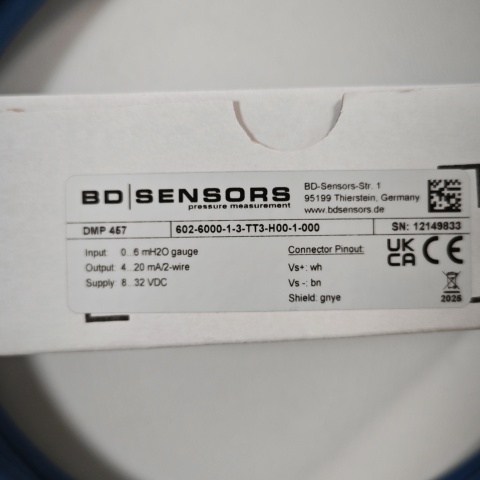 BD|SENSORS
pressure measurement
BD-Sensors-Str. 1
95199 Thierstein, Germany
www.bdsensors.de
DMP 457
602-6000-1-3-TT3-H00-1-000
SN: 12149833
Input 0...6 mH2O gauge
Output 4...20 mA/2-wire
Supply 8...32 VDC
Connector Pinout:
Vs+: wh
Vs -: bn
Shield: gnye
UK
CA
CE
2025